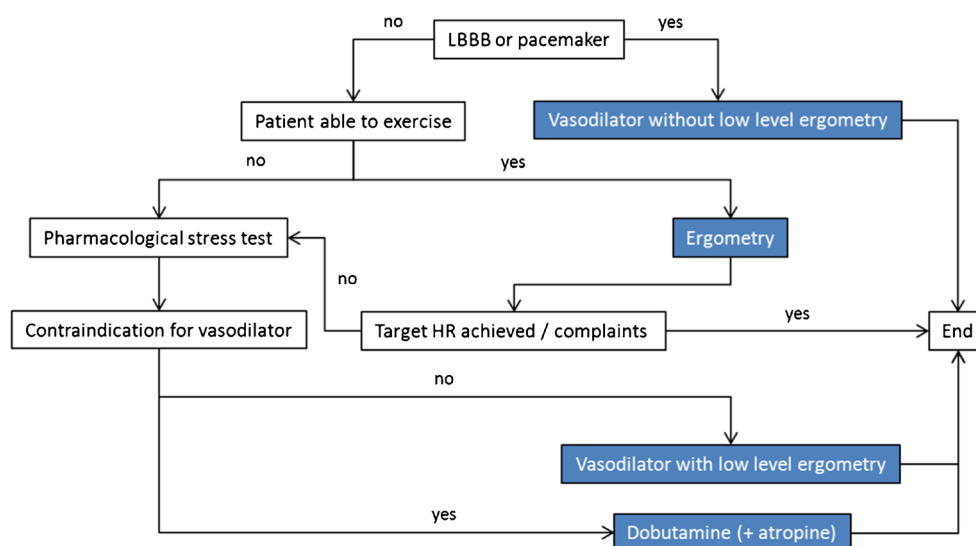 no
yes
LBBB or pacemaker
Patient able to exercise
Vasodilator without low level ergometry
no
yes
Pharmacological stress test
Ergometry
no
Contraindication for vasodilator
Target HR achieved / complaints
yes
End
no
Vasodilator with low level ergometry
yes
Dobutamine (+ atropine)